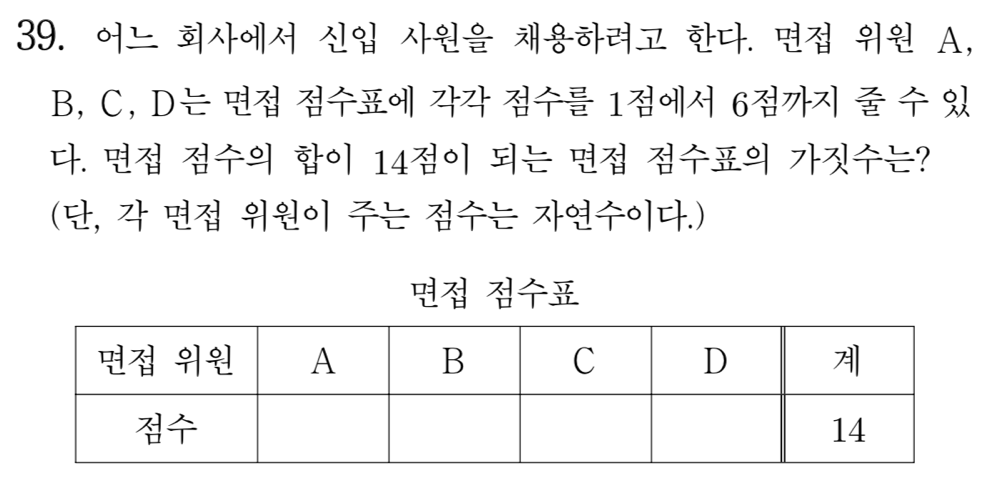 39. 어느 회사에서 신입 사원을 채용하려고 한다. 면접 위원 A,
B, C, D는 면접 점수표에 각각 점수를 1점에서 6점까지 줄 수 있
다. 면접 점수의 합이 14점이 되는 면접 점수표의 가짓수는?
(단, 각 면접 위원이 주는 점수는 자연수이다.)
면접 점수표
면접 위원 A B C D 계
점수 14